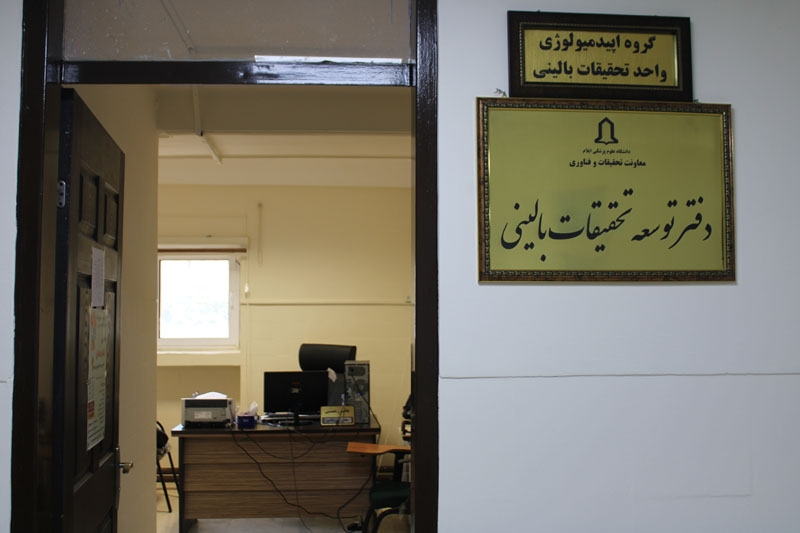 گروه اپیدمیولوژی
واحد تحقیقات بالینی
دانشگاه علوم پزشکی ایلام
معاونت تحقیقات و فناوری
دفتر توسعه تحقیقات بالینی